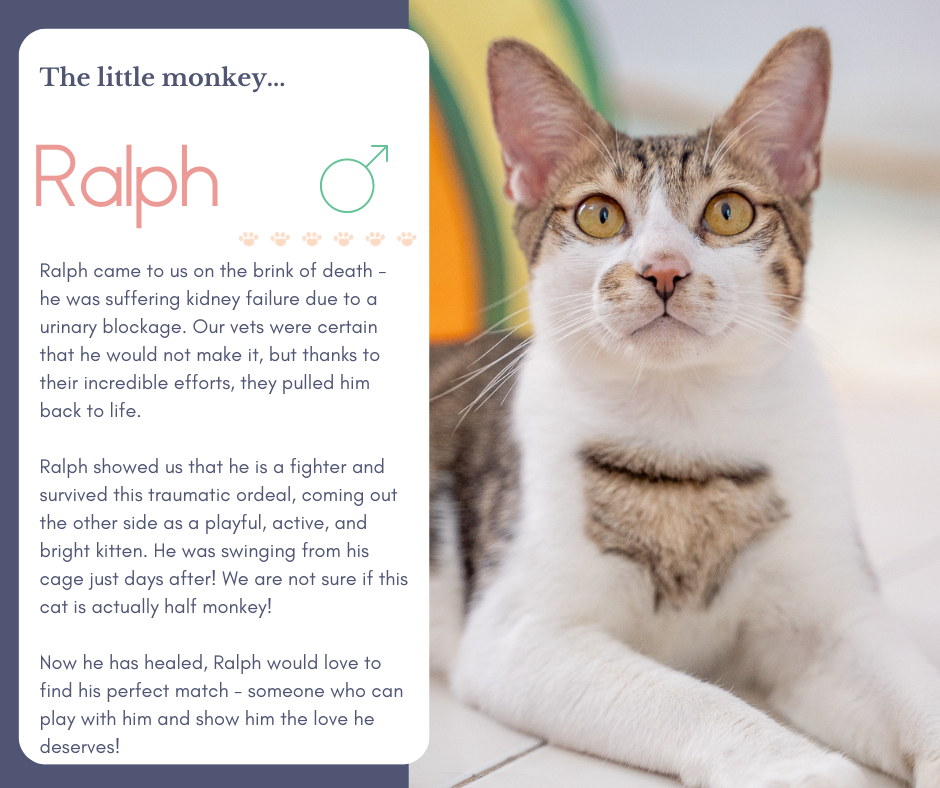 The little monkey...
Ralph
Ralph came to us on the brink of death –
he was suffering kidney failure due to a
urinary blockage. Our vets were certain
that he would not make it, but thanks to
their incredible efforts, they pulled him
back to life.
Ralph showed us that he is a fighter and
survived this traumatic ordeal, coming out
the other side as a playful, active, and
bright kitten. He was swinging from his
cage just days after! We are not sure if this
cat is actually half monkey!
Now he has healed, Ralph would love to
find his perfect match – someone who can
play with him and show him the love he
deserves!